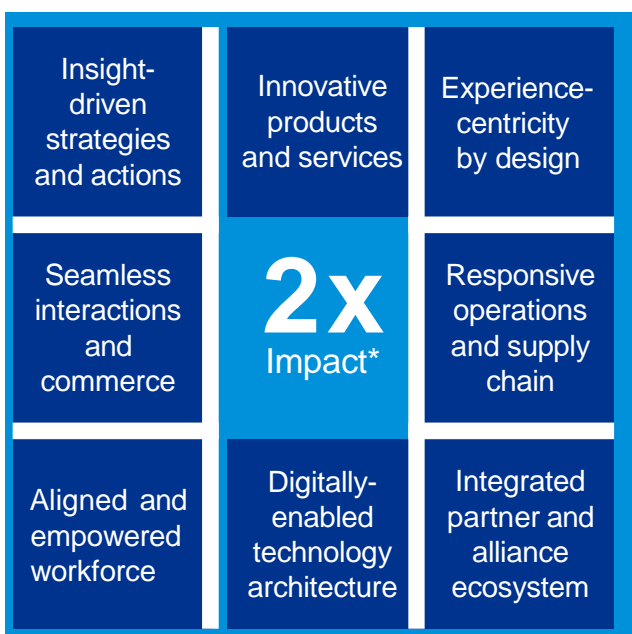 Insight-
driven
strategies
and actions
Innovative
products
and services
Experience-
centricity
by design
Seamless
interactions
and
commerce
2x
Impact*
Responsive
operations
and supply
chain
Aligned and
empowered
workforce
Digitally-
enabled
technology
architecture
Integrated
partner and
alliance
ecosystem